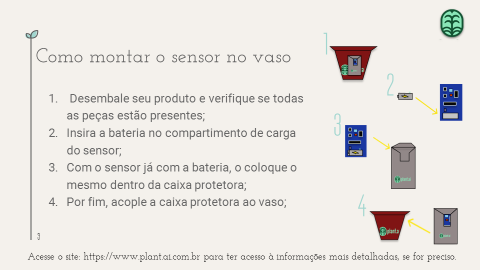 Como montar o sensor no vaso
1. Desembale seu produto e verifique se todas
as peças estão presentes;
2. Insira a bateria no compartimento de carga
do sensor;
3. Com o sensor já com a bateria, o coloque o
mesmo dentro da caixa protetora;
4. Por fim, acople a caixa protetora ao vaso;
1
2
3
planta
4
planta
3
Acesse o site: https://www.plant.ai.com.br para ter acesso à informações mais detalhadas, se for preciso.